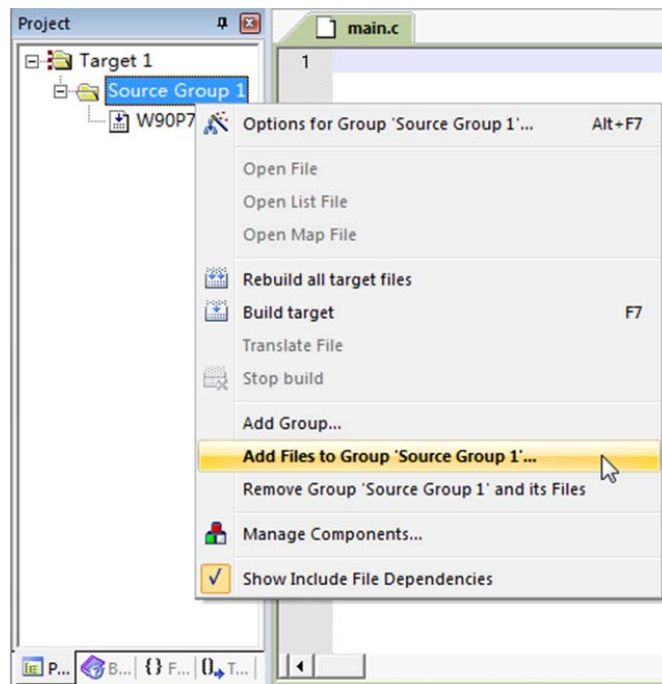 Project
main.c
Target 1
1
Source Group 1
W90P7
Options for Group 'Source Group 1'... Alt+F7
Open File
Open List File
Open Map File
Rebuild all target files
Build target F7
Translate File
Stop build
Add Group...
Add Files to Group 'Source Group 1'...
Remove Group 'Source Group 1' and its Files
Manage Components...
Show Include File Dependencies
P... B... {} F... 0 T...